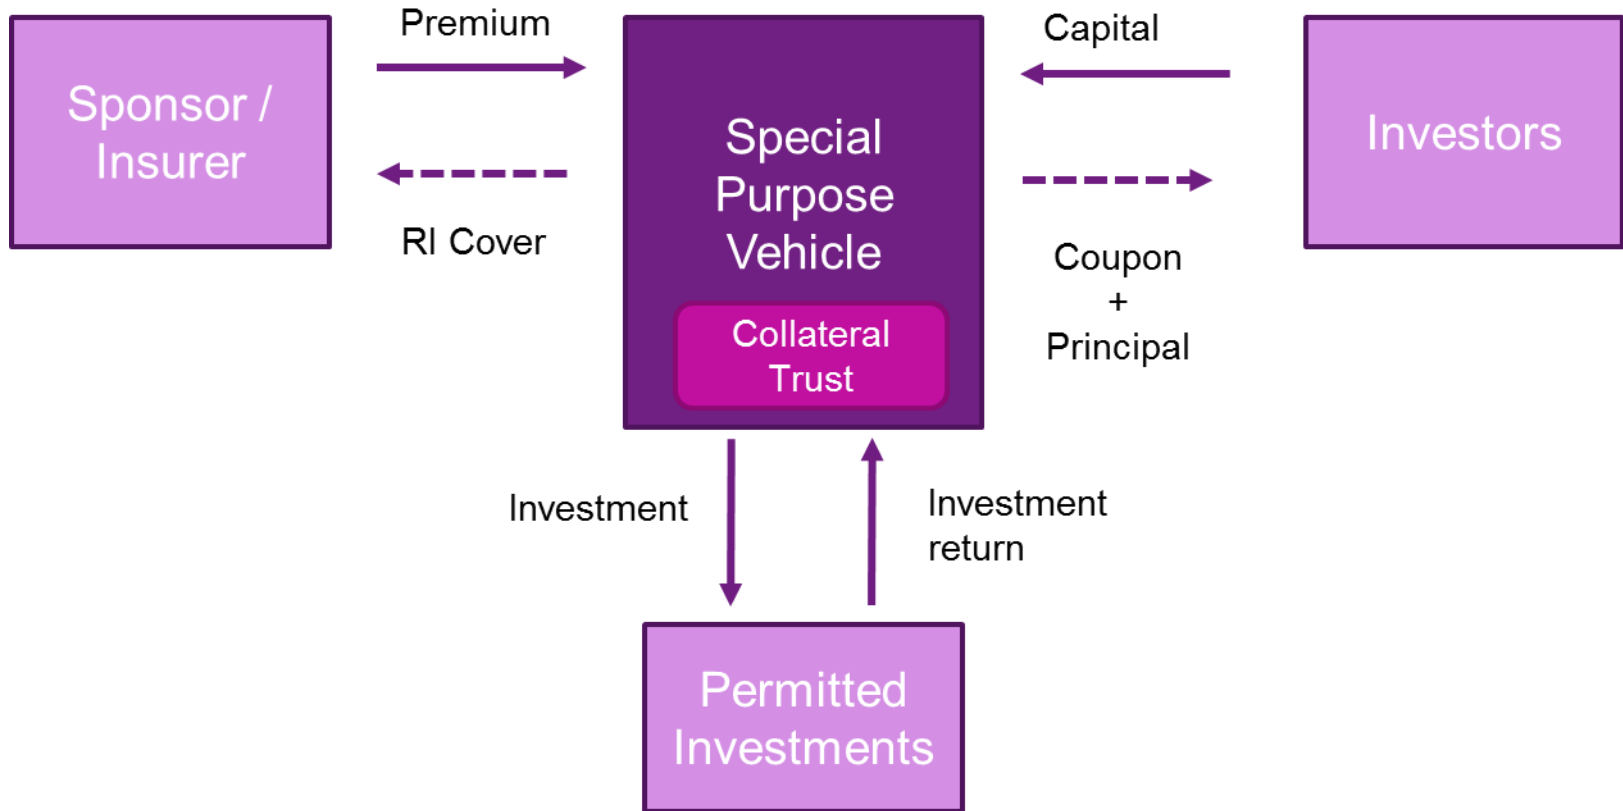 Premium
Capital
Sponsor /
Insurer
Special
Purpose
Vehicle
Investors
RI Cover
Coupon
+
Principal
Collateral
Trust
Investment
Investment
return
Permitted
Investments